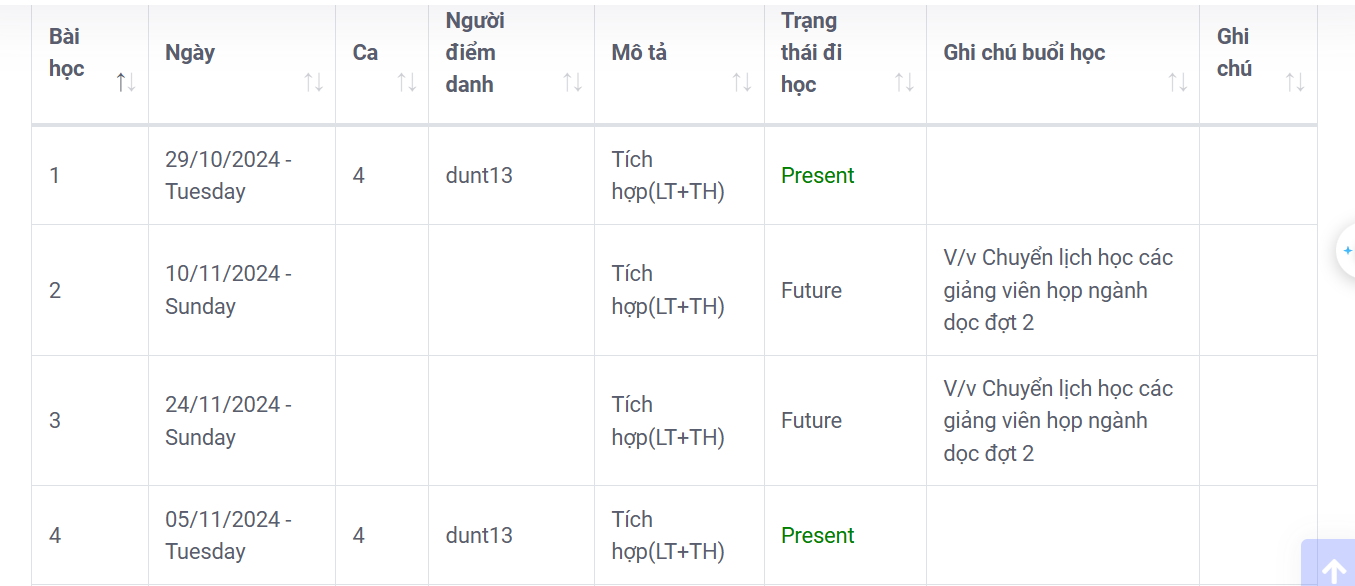 Bài học
Ngày
Ca
Người điểm danh
Mô tả
Trạng thái đi học
Ghi chú buổi học
Ghi chú
1
29/10/2024 -
Tuesday
4
dunt13
Tích
hợp(LT+TH)
Present
2
10/11/2024 -
Sunday
Tích
hợp(LT+TH)
Future
V/v Chuyển lịch học các
giảng viên họp ngành
dọc đợt 2
3
24/11/2024 -
Sunday
Tích
hợp(LT+TH)
Future
V/v Chuyển lịch học các
giảng viên họp ngành
dọc đợt 2
4
05/11/2024 -
Tuesday
4
dunt13
Tích
hợp(LT+TH)
Present